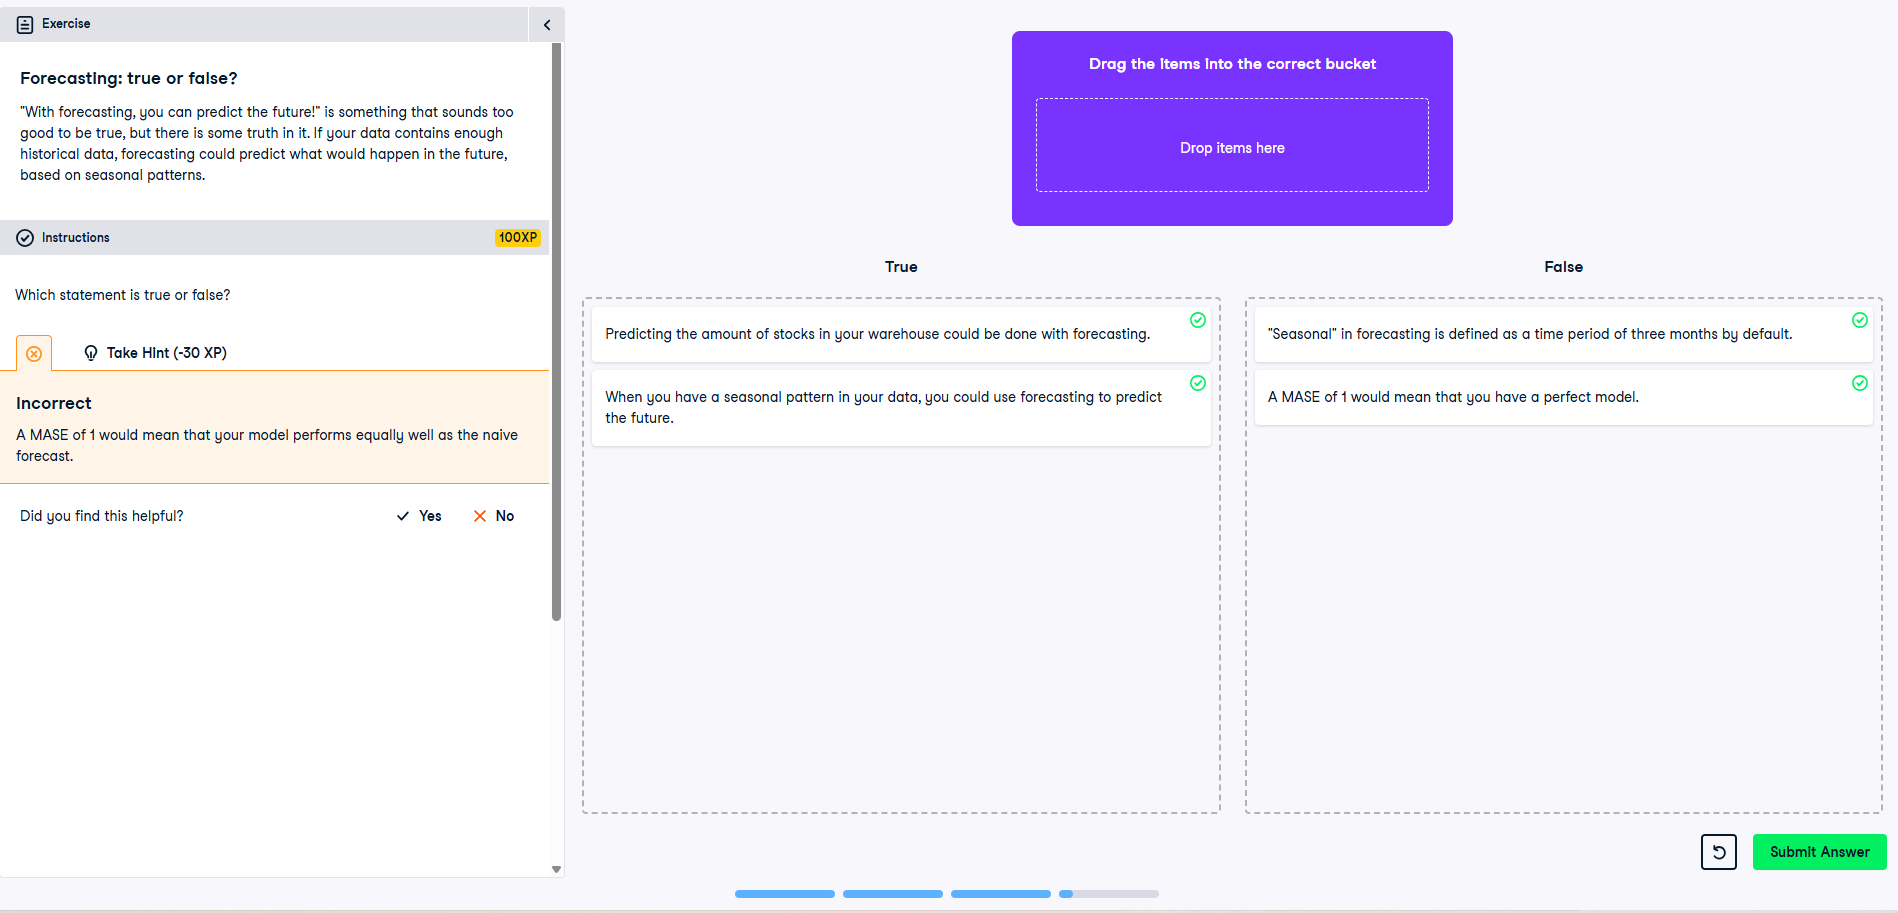 Exercise
Forecasting: true or false?
"With forecasting, you can predict the future!" is something that sounds too
good to be true, but there is some truth in it. If your data contains enough
historical data, forecasting could predict what would happen in the future,
based on seasonal patterns.
Instructions
100XP
Which statement is true or false?
Take Hint (-30 XP)
Incorrect
A MASE of 1 would mean that your model performs equally well as the naive
forecast.
Did you find this helpful?
Yes
No
Drag the items into the correct bucket
Drop items here
True
Predicting the amount of stocks in your warehouse could be done with forecasting.
When you have a seasonal pattern in your data, you could use forecasting to predict
the future.
False
"Seasonal" in forecasting is defined as a time period of three months by default.
A MASE of 1 would mean that you have a perfect model.
Submit Answer